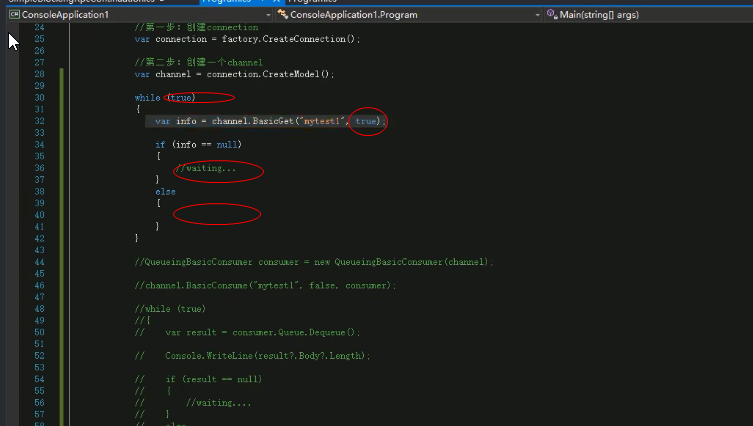 Program.cs
ConsoleApplication1
ConsoleApplication1.Program
Main(string[] args)
24 //第一步：创建connection
25 var connection = factory.CreateConnection();
26
27 //第二步：创建一个channel
28 var channel = connection.CreateModel();
29
30 while (true)
31 {
32 var info = channel.BasicGet("mytest1", true);
33
34 if (info == null)
35 {
36 //waiting...
37 }
38 else
39 {
40
41 }
42 }
43
44 //QueueingBasicConsumer consumer = new QueueingBasicConsumer(channel);
45
46 //channel.BasicConsume("mytest1", false, consumer);
47
48 //while (true)
49 //{
50 // var result = consumer.Queue.Dequeue();
51
52 // Console.WriteLine(result?.Body?.Length);
53
54 // if (result == null)
55 // {
56 // //waiting....
57 // }
58 // else